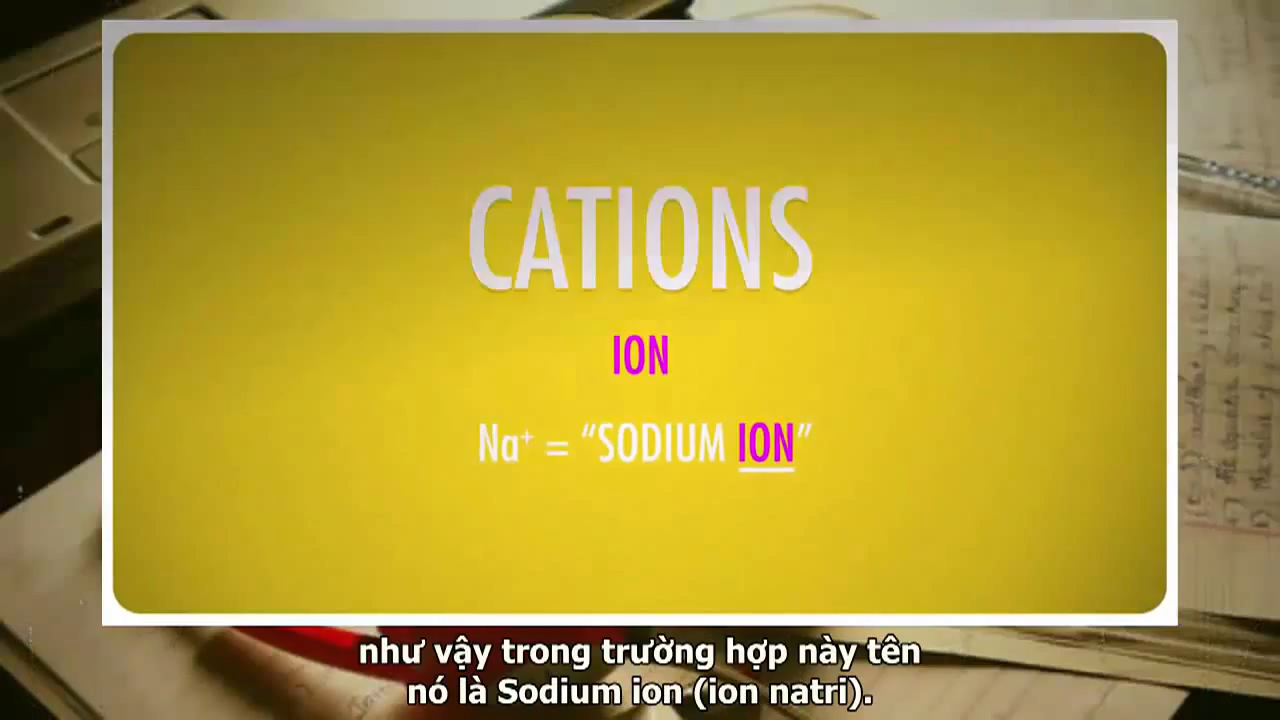 CATIONS
ION
Na⁺ = “SODIUM ION”
như vậy trong trường hợp này tên
nó là Sodium ion (ion natri).